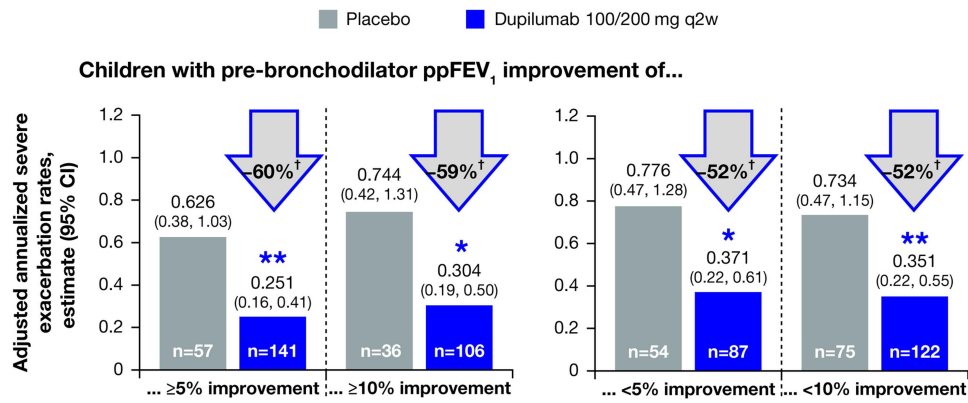 Placebo
Dupilumab 100/200 mg q2w
Children with pre-bronchodilator ppFEV₁ improvement of...
Adjusted annualized severe
exacerbation rates,
estimate (95% CI)
1.2
1.0
0.8
0.6
0.4
0.2
0
0.626
(0.38, 1.03)
–60%†
**
0.251
(0.16, 0.41)
n=57
n=141
... ≥5% improvement
0.744
(0.42, 1.31)
–59%†
*
0.304
(0.19, 0.50)
n=36
n=106
... ≥10% improvement
1.2
1.0
0.8
0.6
0.4
0.2
0
0.776
(0.47, 1.28)
–52%†
*
0.371
(0.22, 0.61)
n=54
n=87
... <5% improvement
0.734
(0.47, 1.15)
–52%†
**
0.351
(0.22, 0.55)
n=75
n=122
... <10% improvement